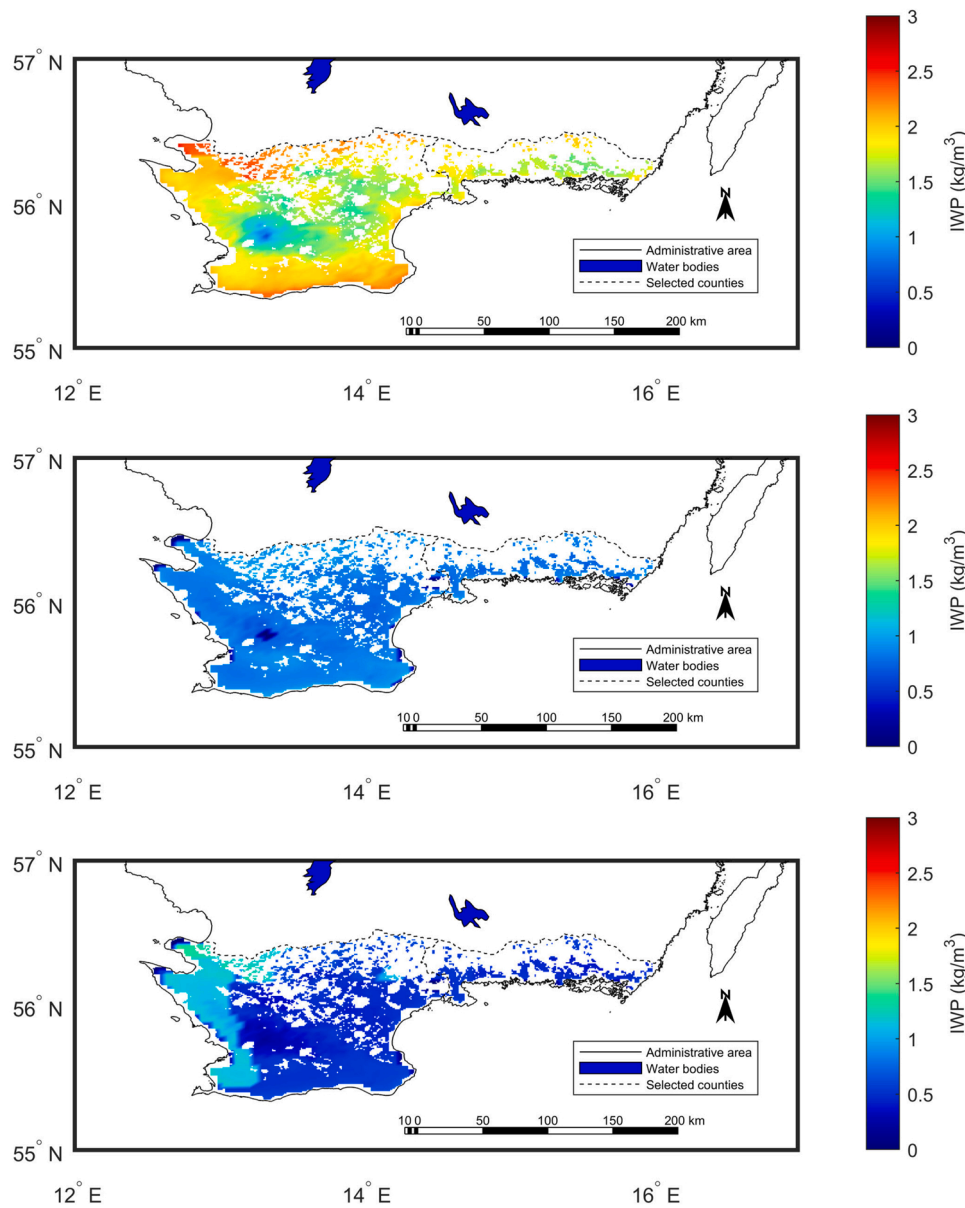 3
57° N
2.5
2
56° N
N
1.5
IWP (kg/m³)
Administrative area
1
Water bodies
Selected counties
0.5
10 0 50 100 150 200 km
55° N
0
12° E 14° E 16° E
3
57° N
2.5
2
56° N
N
1.5
IWP (kg/m³)
Administrative area
1
Water bodies
Selected counties
0.5
10 0 50 100 150 200 km
55° N
0
12° E 14° E 16° E
3
57° N
2.5
2
56° N
N
1.5
IWP (kg/m³)
Administrative area
1
Water bodies
Selected counties
0.5
10 0 50 100 150 200 km
55° N
0
12° E 14° E 16° E